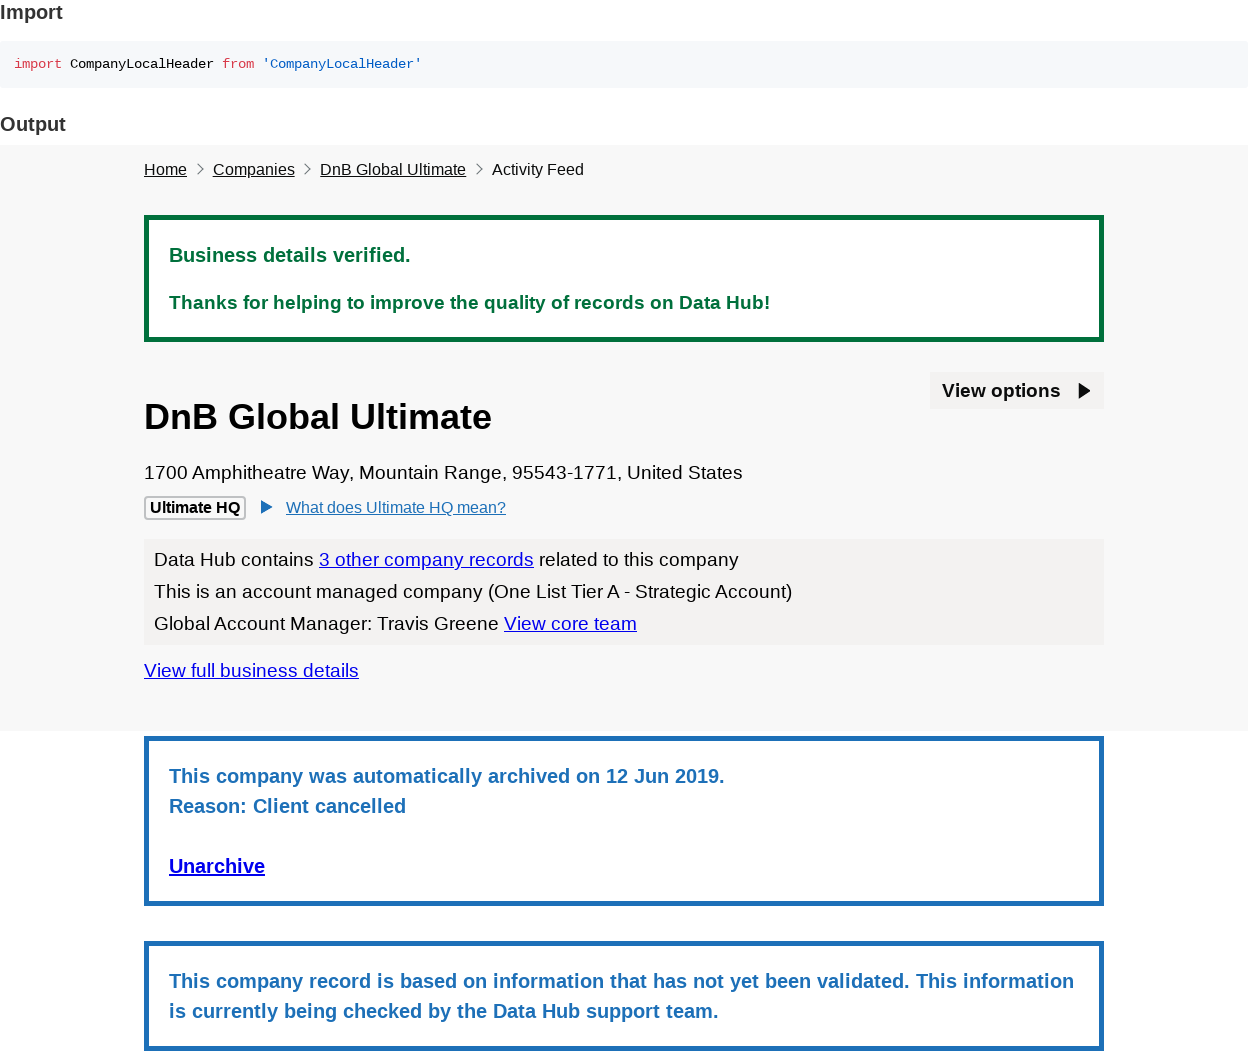 Import
import CompanyLocalHeader from 'CompanyLocalHeader'
Output
Home Companies DnB Global Ultimate Activity Feed
Business details verified.
Thanks for helping to improve the quality of records on Data Hub!
View options
DnB Global Ultimate
1700 Amphitheatre Way, Mountain Range, 95543-1771, United States
Ultimate HQ What does Ultimate HQ mean?
Data Hub contains 3 other company records related to this company
This is an account managed company (One List Tier A - Strategic Account)
Global Account Manager: Travis Greene View core team
View full business details
This company was automatically archived on 12 Jun 2019.
Reason: Client cancelled
Unarchive
This company record is based on information that has not yet been validated. This information
is currently being checked by the Data Hub support team.